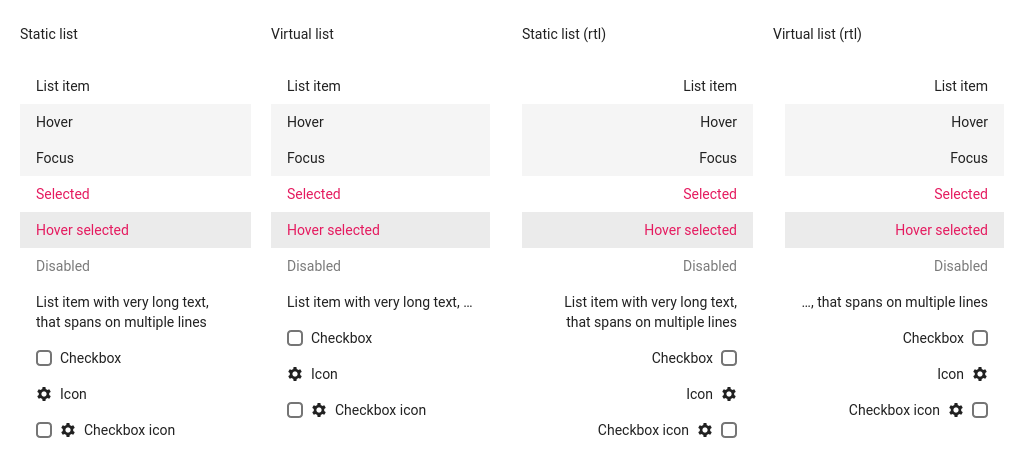 Static list
List item
Hover
Focus
Selected
Hover selected
Disabled
List item with very long text,
that spans on multiple lines
Checkbox
Icon
Checkbox icon
Virtual list
List item
Hover
Focus
Selected
Hover selected
Disabled
List item with very long text, …
Checkbox
Icon
Checkbox icon
Static list (rtl)
List item
Hover
Focus
Selected
Hover selected
Disabled
List item with very long text,
that spans on multiple lines
Checkbox
Icon
Checkbox icon
Virtual list (rtl)
List item
Hover
Focus
Selected
Hover selected
Disabled
…, that spans on multiple lines
Checkbox
Icon
Checkbox icon